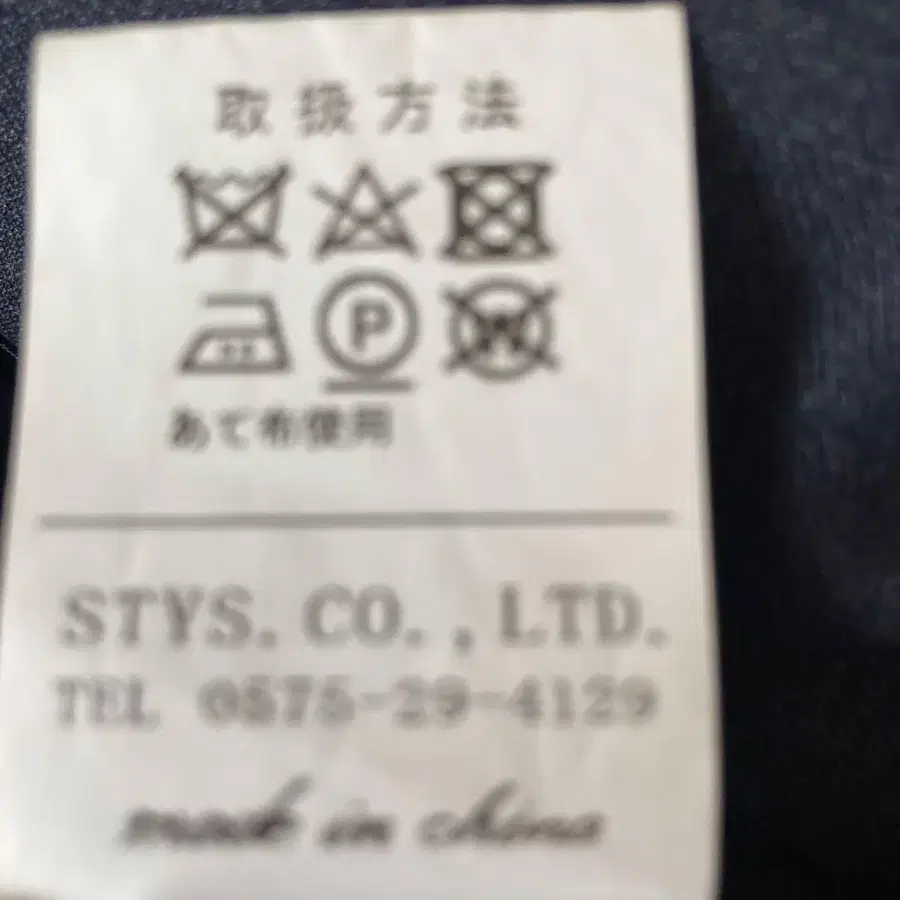 取扱方法
P W
あて布使用
STYS. CO., LTD.
TEL 0575-29-4129
made in china